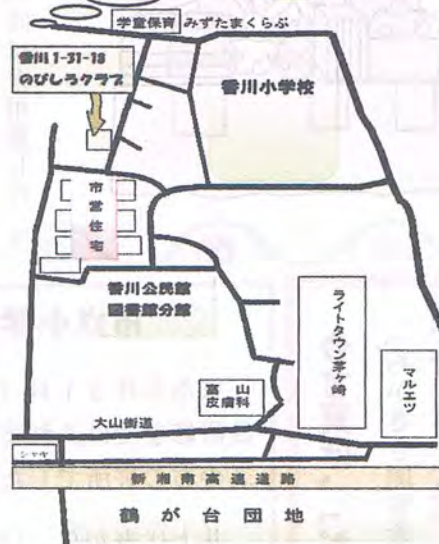 学童保育 みずたまくらぶ
香川1-31-18
のびしろクラブ
香川小学校
市営住宅
香川公民館
図書館分館
ライトタウン茅ヶ崎
マルエツ
富山
皮膚科
大山街道
新湘南高速道路
鶴が台団地